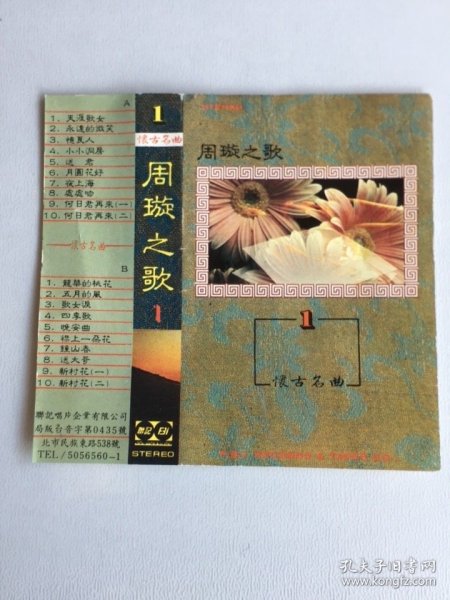 A
1. 天涯歌女
2. 永遠的微笑
3. 襟真人
4. 小小洞房
5. 送 君
6. 月圓花好
7. 夜上海
8. 處處吻
9. 何日君再來(一)
10. 何日君再來(二)
懷古名曲
B
1. 龍華的桃花
2. 五月的風
3. 歌女淚
4. 四季歌
5. 晚安曲
6. 襟上一朵花
7. 鍾山春
8. 送大哥
9. 新村花(一)
10. 新村花(二)
聯記唱片企業有限公司
局版台音字第0435號
北市民族東路538號
TEL/5056560-1
1
懷古名曲
周璇之歌
1
STEREO
周璇之歌
1
懷古名曲
孔夫子旧书网
www.kongfz.com